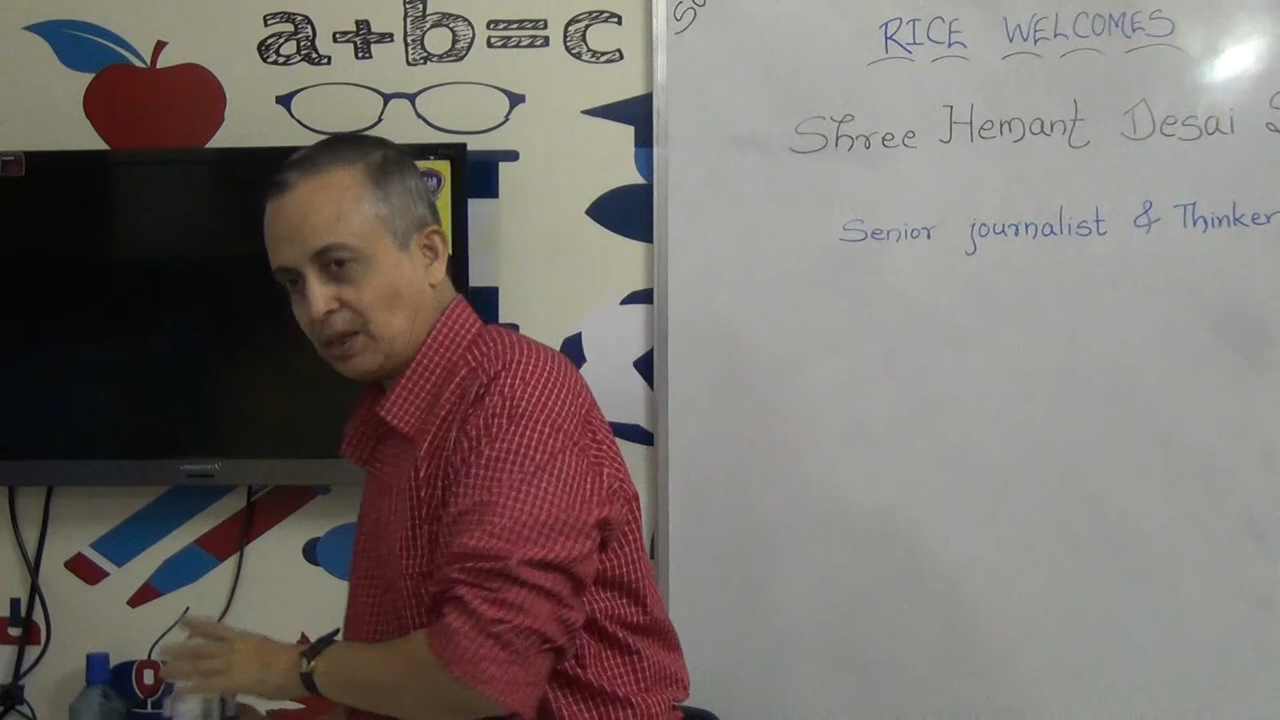 a+b=c
RICE WELCOMES
Shree Hemant Desai
Senior journalist & Thinker